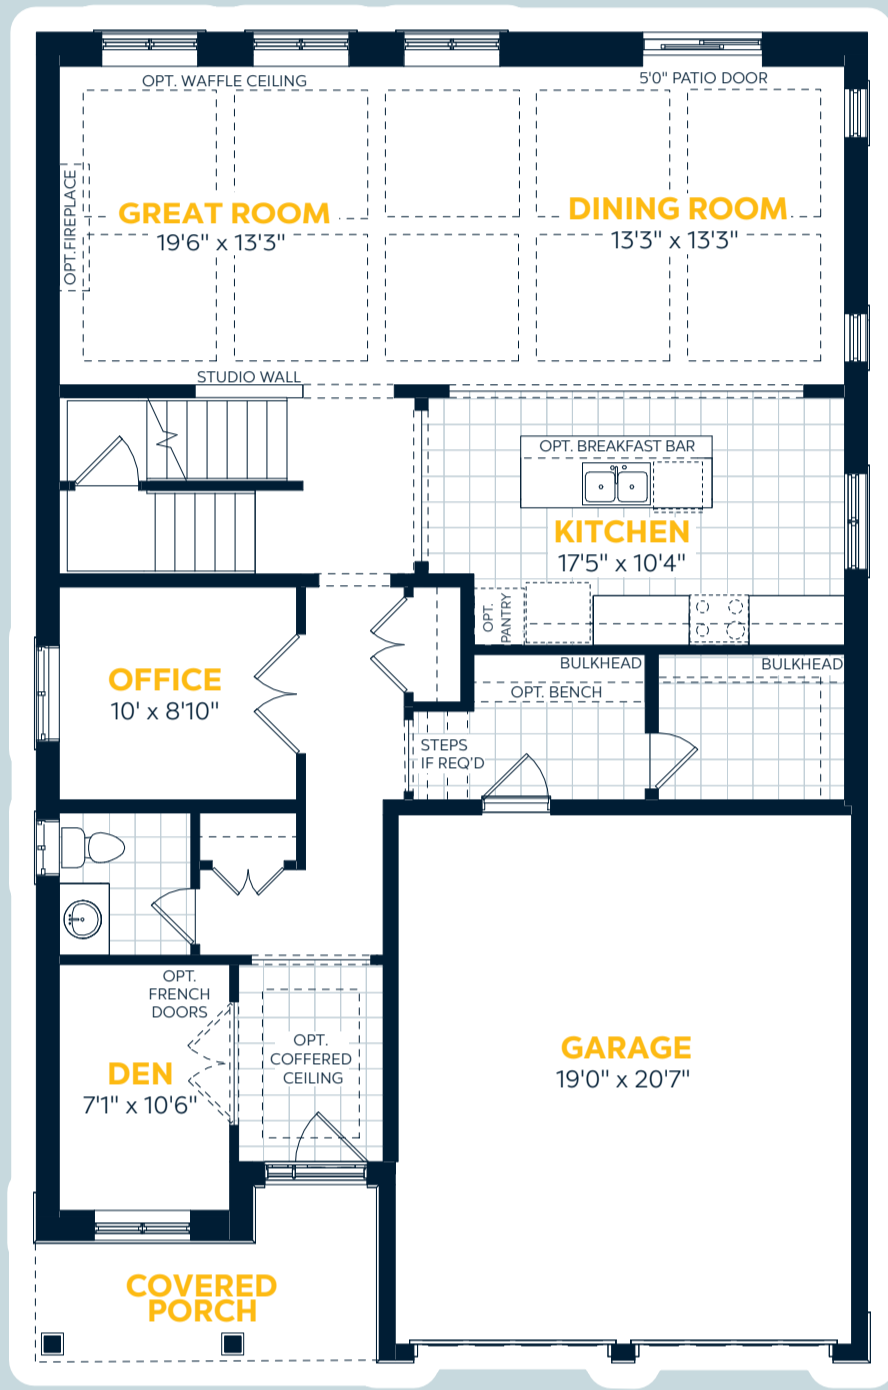 OPT. WAFFLE CEILING
5'0" PATIO DOOR
OPT.FIREPLACE
GREAT ROOM
19'6" x 13'3"
DINING ROOM
13'3" x 13'3"
STUDIO WALL
OPT. BREAKFAST BAR
KITCHEN
17'5" x 10'4"
OPT.
PANTRY
OFFICE
10' x 8'10"
BULKHEAD
OPT. BENCH
BULKHEAD
STEPS
IF REQ'D
OPT.
FRENCH
DOORS
DEN
7'1" x 10'6"
OPT.
COFFERED
CEILING
GARAGE
19'0" x 20'7"
COVERED
PORCH